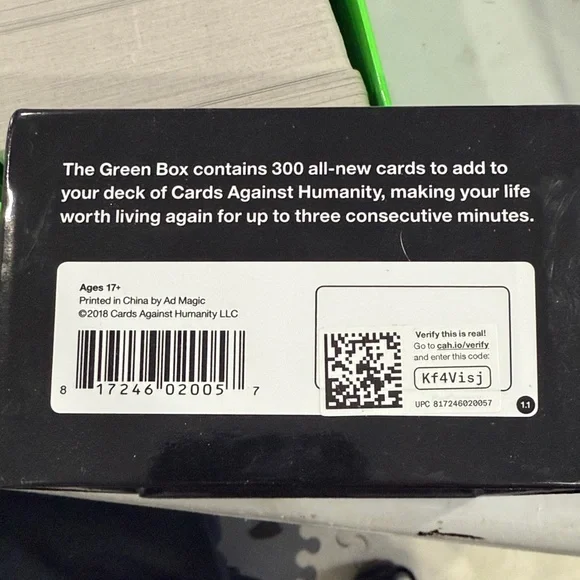 The Green Box contains 300 all-new cards to add to
your deck of Cards Against Humanity, making your life
worth living again for up to three consecutive minutes.
Ages 17+
Printed in China by Ad Magic
©2018 Cards Against Humanity LLC
8 17246 02005 7
Verify this is real!
Go to cah.io/verify
and enter this code:
Kf4Visj
UPC 817246020057
1.1